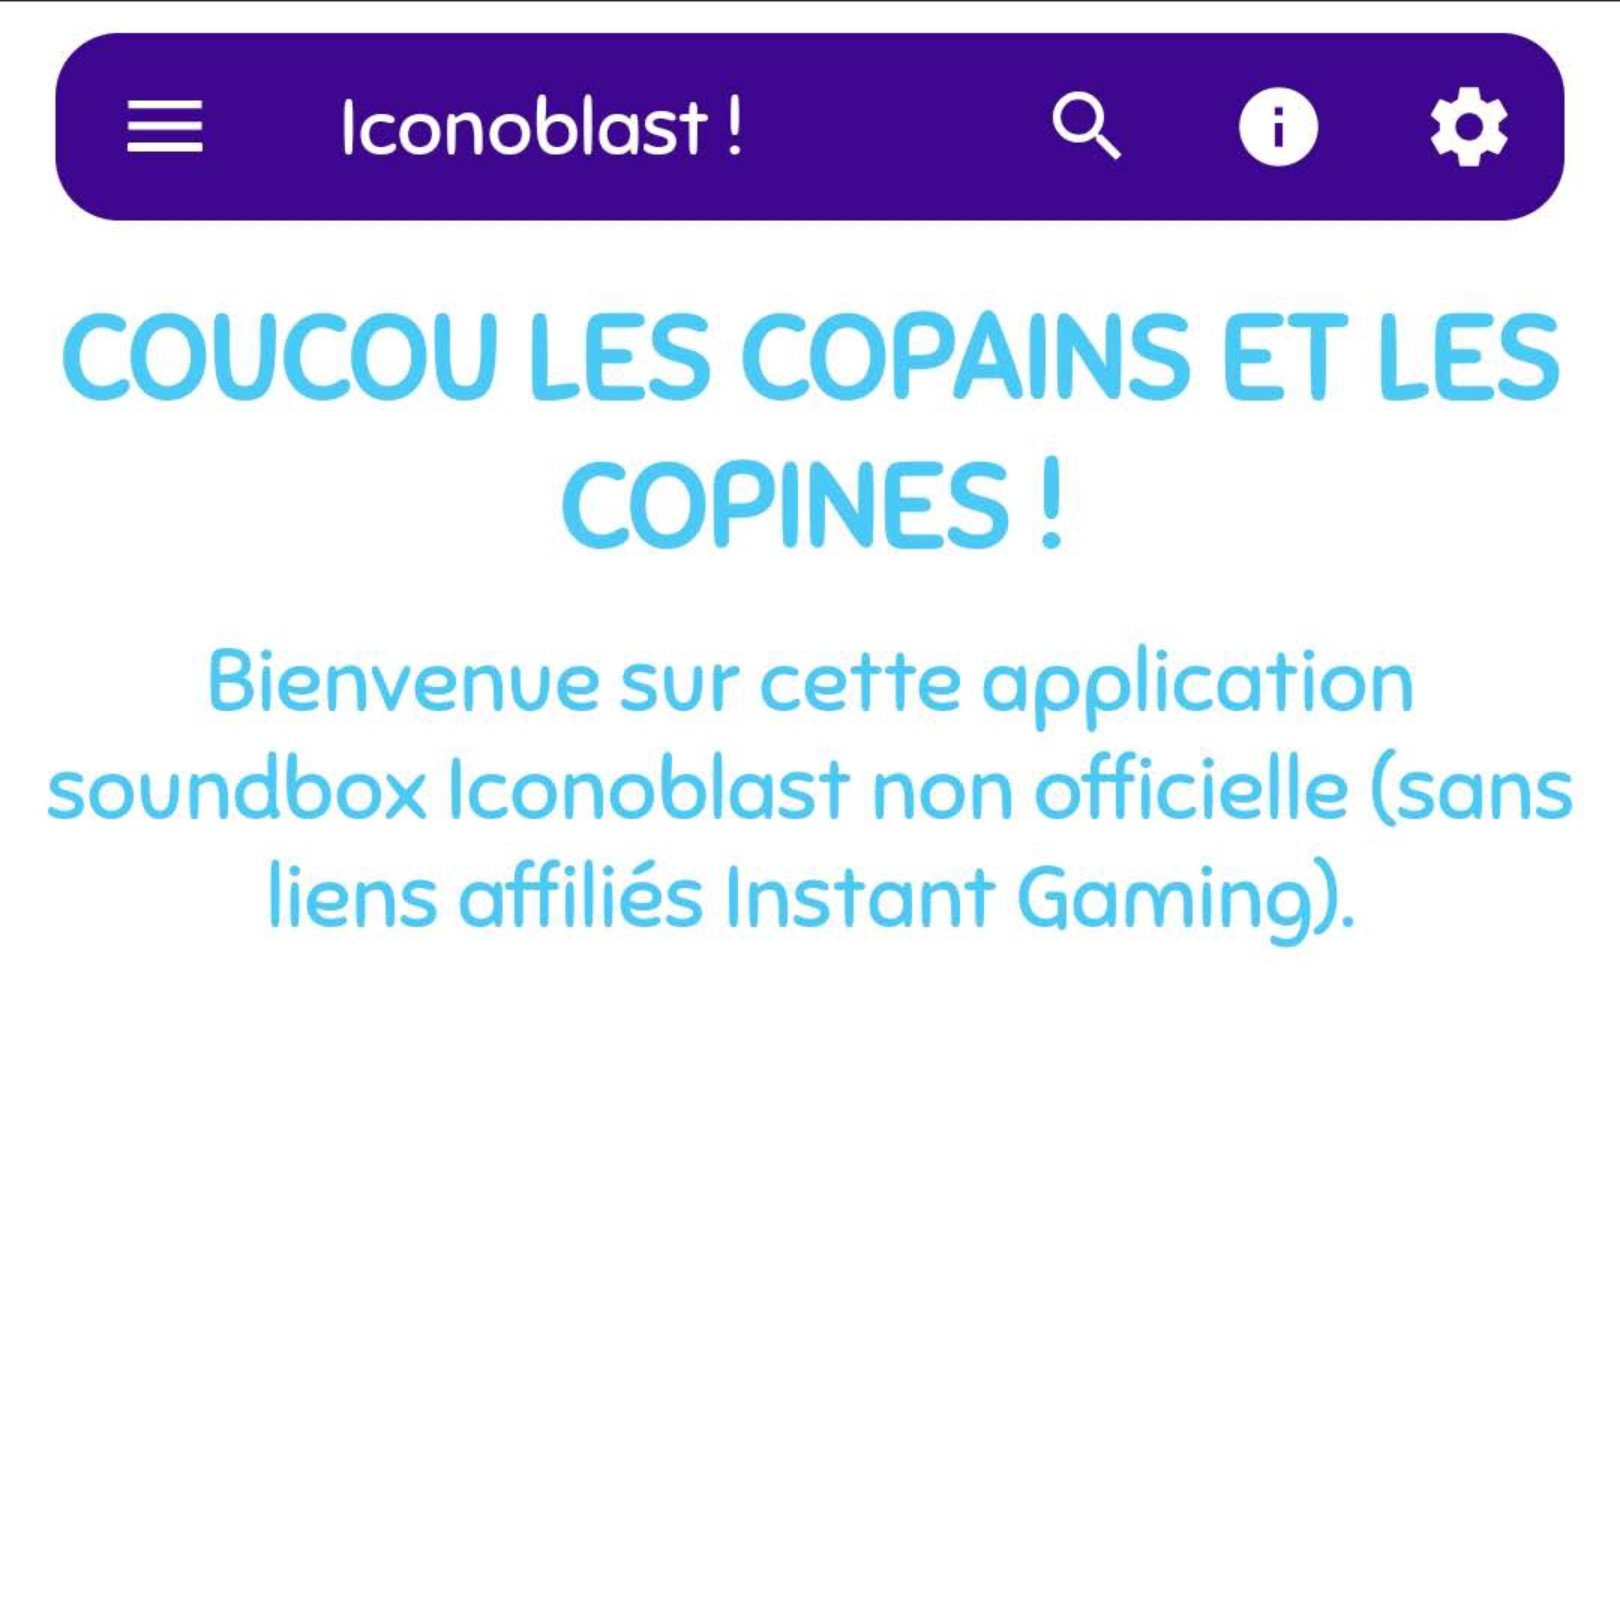 Iconoblast !
COUCOU LES COPAINS ET LES
COPINES !
Bienvenue sur cette application
soundbox Iconoblast non officielle (sans
liens affiliés Instant Gaming).